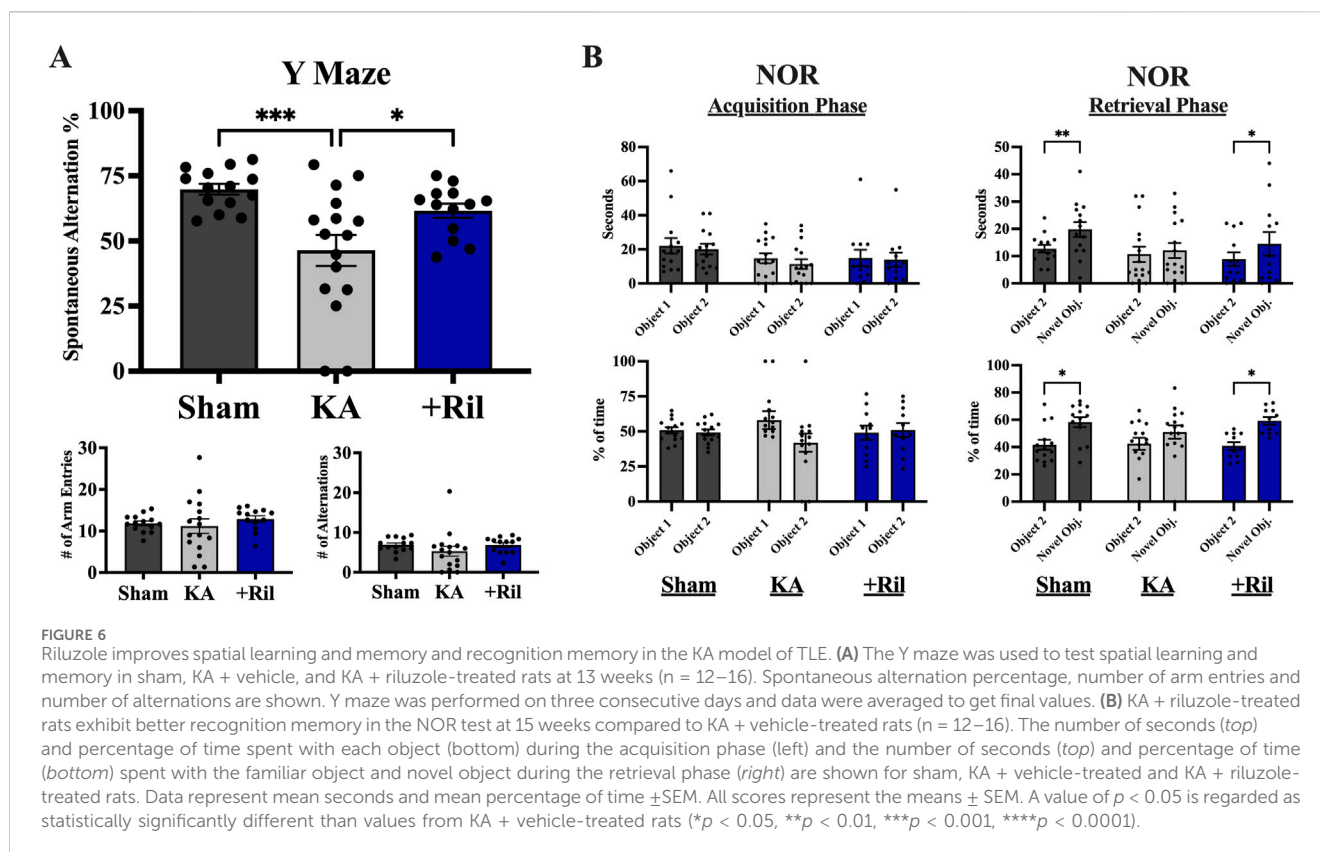 A
Y Maze
Spontaneous Alternation %
100
75
50
25
0
***
*
Sham KA +Ril
# of Arm Entries
30
20
10
0
Sham KA +Ril
# of Alternations
30
20
10
0
Sham KA +Ril
B
NOR
Acquisition Phase
Seconds
80
60
40
20
0
Object 1 Object 2 Object 1 Object 2 Object 1 Object 2
% of time
100
75
50
25
0
Object 1 Object 2 Object 1 Object 2 Object 1 Object 2
Sham KA +Ril
NOR
Retrieval Phase
Seconds
50
40
30
20
10
0
**
*
Object 2 Novel Obj. Object 2 Novel Obj. Object 2 Novel Obj.
% of time
100
80
60
40
20
0
*
*
Object 2 Novel Obj. Object 2 Novel Obj. Object 2 Novel Obj.
Sham KA +Ril
FIGURE 6
Riluzole improves spatial learning and memory and recognition memory in the KA model of TLE. (A) The Y maze was used to test spatial learning and
memory in sham, KA + vehicle, and KA + riluzole-treated rats at 13 weeks (n = 12–16). Spontaneous alternation percentage, number of arm entries and
number of alternations are shown. Y maze was performed on three consecutive days and data were averaged to get final values. (B) KA + riluzole-treated
rats exhibit better recognition memory in the NOR test at 15 weeks compared to KA + vehicle-treated rats (n = 12–16). The number of seconds (top)
and percentage of time spent with each object (bottom) during the acquisition phase (left) and the number of seconds (top) and percentage of time
(bottom) spent with the familiar object and novel object during the retrieval phase (right) are shown for sham, KA + vehicle-treated and KA + riluzole-
treated rats. Data represent mean seconds and mean percentage of time ±SEM. All scores represent the means ± SEM. A value of p < 0.05 is regarded as
statistically significantly different than values from KA + vehicle-treated rats (*p < 0.05, **p < 0.01, ***p < 0.001, ****p < 0.0001).